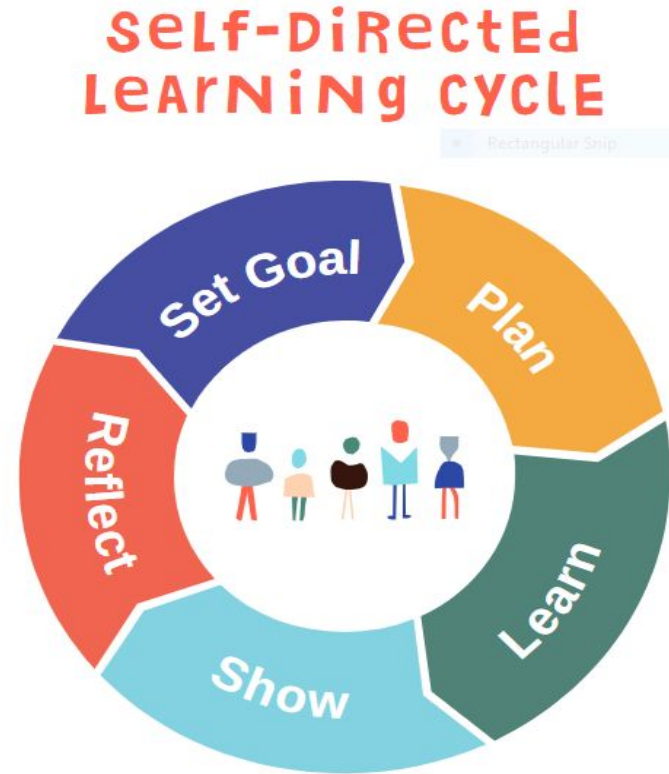 SeLf-DiRecteD
LeArNiNg cYclE
Rectangular Snip
Set Goal
Plan
Learn
Show
Reflect